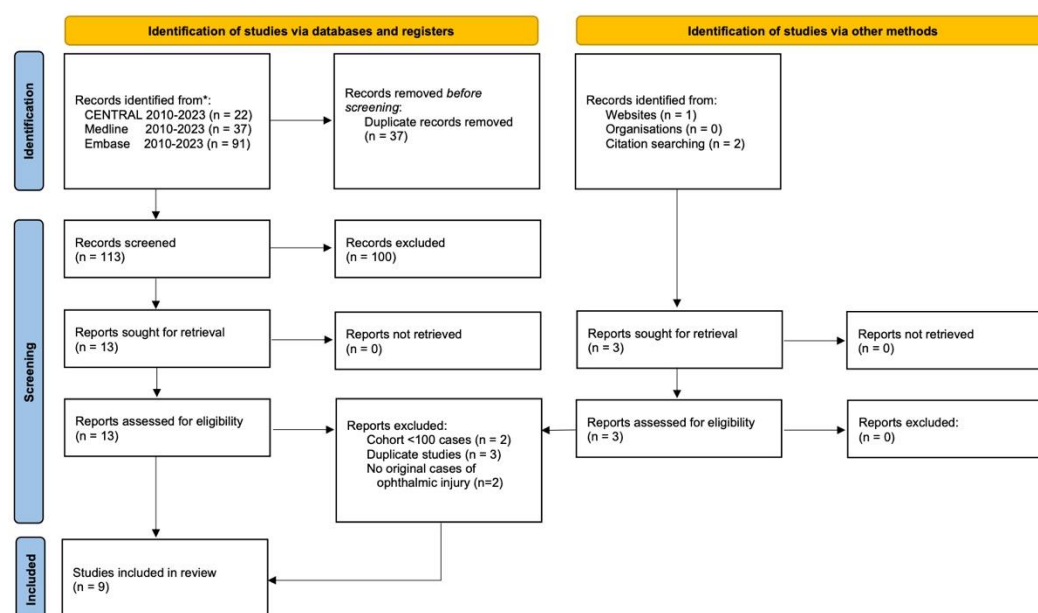 Identification of studies via databases and registers
Identification of studies via other methods
Identification
Records identified from*:
CENTRAL 2010-2023 (n = 22)
Medline 2010-2023 (n = 37)
Embase 2010-2023 (n = 91)
Records removed before
screening:
Duplicate records removed
(n = 37)
Records identified from:
Websites (n = 1)
Organisations (n = 0)
Citation searching (n = 2)
Screening
Records screened
(n = 113)
Records excluded
(n = 100)
Reports sought for retrieval
(n = 13)
Reports not retrieved
(n = 0)
Reports sought for retrieval
(n = 3)
Reports not retrieved
(n = 0)
Reports assessed for eligibility
(n = 13)
Reports excluded:
Cohort <100 cases (n = 2)
Duplicate studies (n = 3)
No original cases of
ophthalmic injury (n=2)
Reports assessed for eligibility
(n = 3)
Reports excluded:
(n = 0)
Included
Studies included in review
(n = 9)